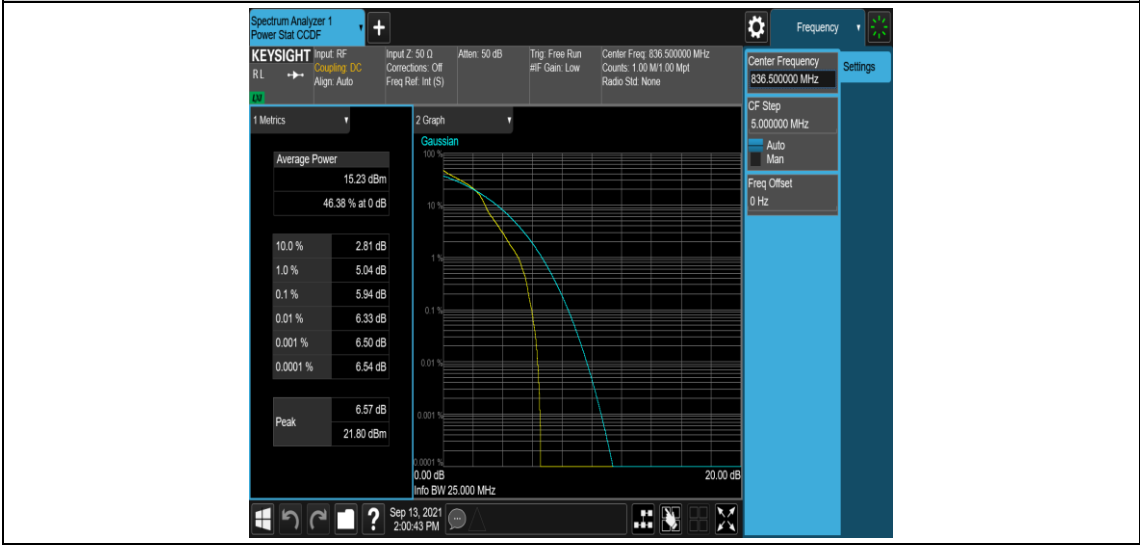 Spectrum Analyzer 1
Power Stat CCDF
+
Frequency
KEYSIGHT
RL
LM
Input: RF
Coupling: DC
Align: Auto
Input Z: 50 Ω
Corrections: Off
Freq Ref: Int (S)
Atten: 50 dB
Trig: Free Run
#IF Gain: Low
Center Freq: 836.500000 MHz
Counts: 1.00 M/1.00 Mpt
Radio Std: None
Center Frequency
836.500000 MHz
Settings
CF Step
5.000000 MHz
Auto
Man
Freq Offset
0 Hz
1 Metrics
Average Power
15.23 dBm
46.38 % at 0 dB
10.0 % 2.81 dB
1.0 % 5.04 dB
0.1 % 5.94 dB
0.01 % 6.33 dB
0.001 % 6.50 dB
0.0001 % 6.54 dB
Peak
6.57 dB
21.80 dBm
2 Graph
Gaussian
100 %
10 %
1 %
0.1 %
0.01 %
0.001 %
0.0001 %
0.00 dB 20.00 dB
Info BW 25.000 MHz
?
Sep 13, 2021
2:00:43 PM